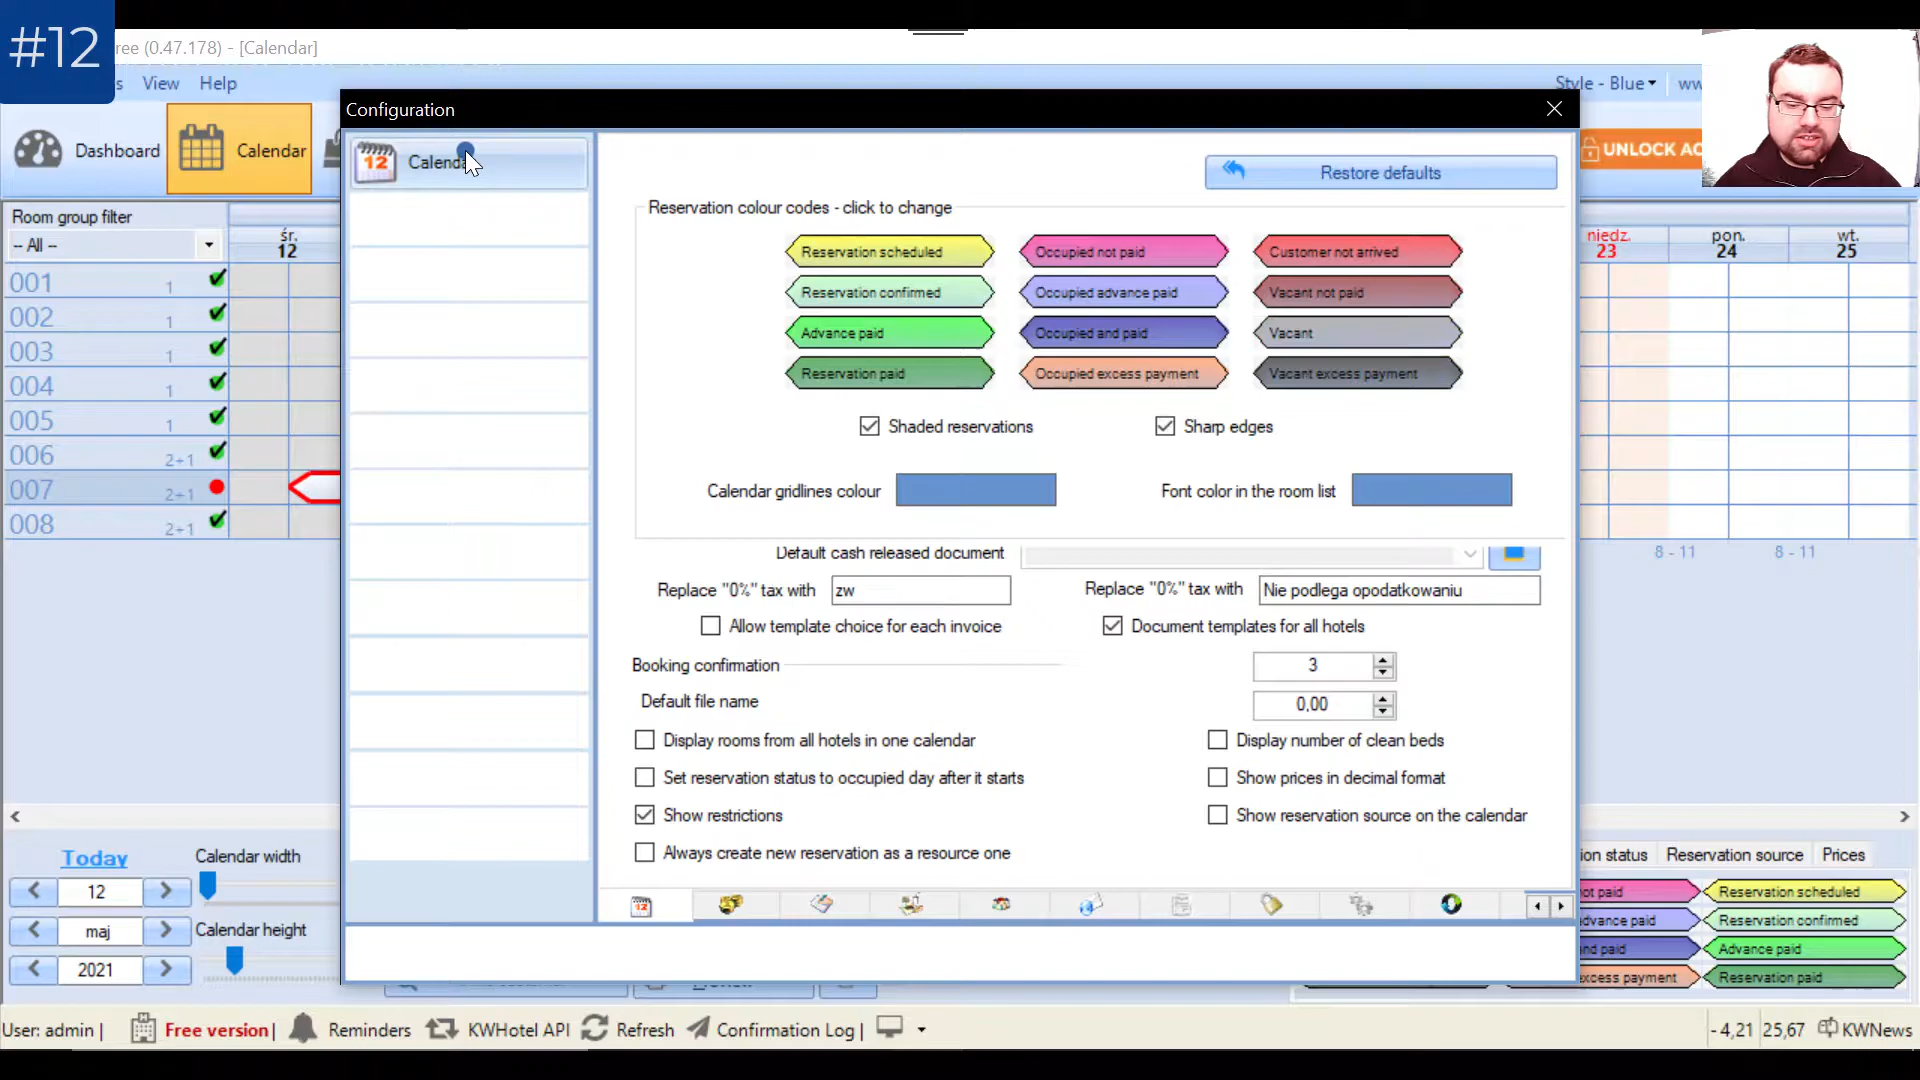 #12
ree (0.47.178) - [Calendar]
s View Help
Style - Blue
Dashboard
Calendar
UNLOCK AC
Room group filter
-- All --
śr.
12
niedz.
23
pon.
24
wt.
25
001 1
002 1
003 1
004 1
005 1
006 2+1
007 2+1
008 2+1
8 - 11
8 - 11
Configuration
12 Calenda
Restore defaults
Reservation colour codes - click to change
Reservation scheduled
Occupied not paid
Customer not arrived
Reservation confirmed
Occupied advance paid
Vacant not paid
Advance paid
Occupied and paid
Vacant
Reservation paid
Occupied excess payment
Vacant excess payment
Shaded reservations
Sharp edges
Calendar gridlines colour
Font color in the room list
Default cash released document
Replace "0%" tax with zw
Replace "0%" tax with Nie podlega opodatkowaniu
Allow template choice for each invoice
Document templates for all hotels
Booking confirmation
3
Default file name
0,00
Display rooms from all hotels in one calendar
Display number of clean beds
Set reservation status to occupied day after it starts
Show prices in decimal format
Show restrictions
Show reservation source on the calendar
Always create new reservation as a resource one
Today
12
maj
2021
Calendar width
Calendar height
ion status
Reservation source
Prices
ot paid
Reservation scheduled
dvance paid
Reservation confirmed
nd paid
Advance paid
xcess payment
Reservation paid
User: admin |
Free version |
Reminders
KWHotel API
Refresh
Confirmation Log |
- 4,21
25,67
KWNews